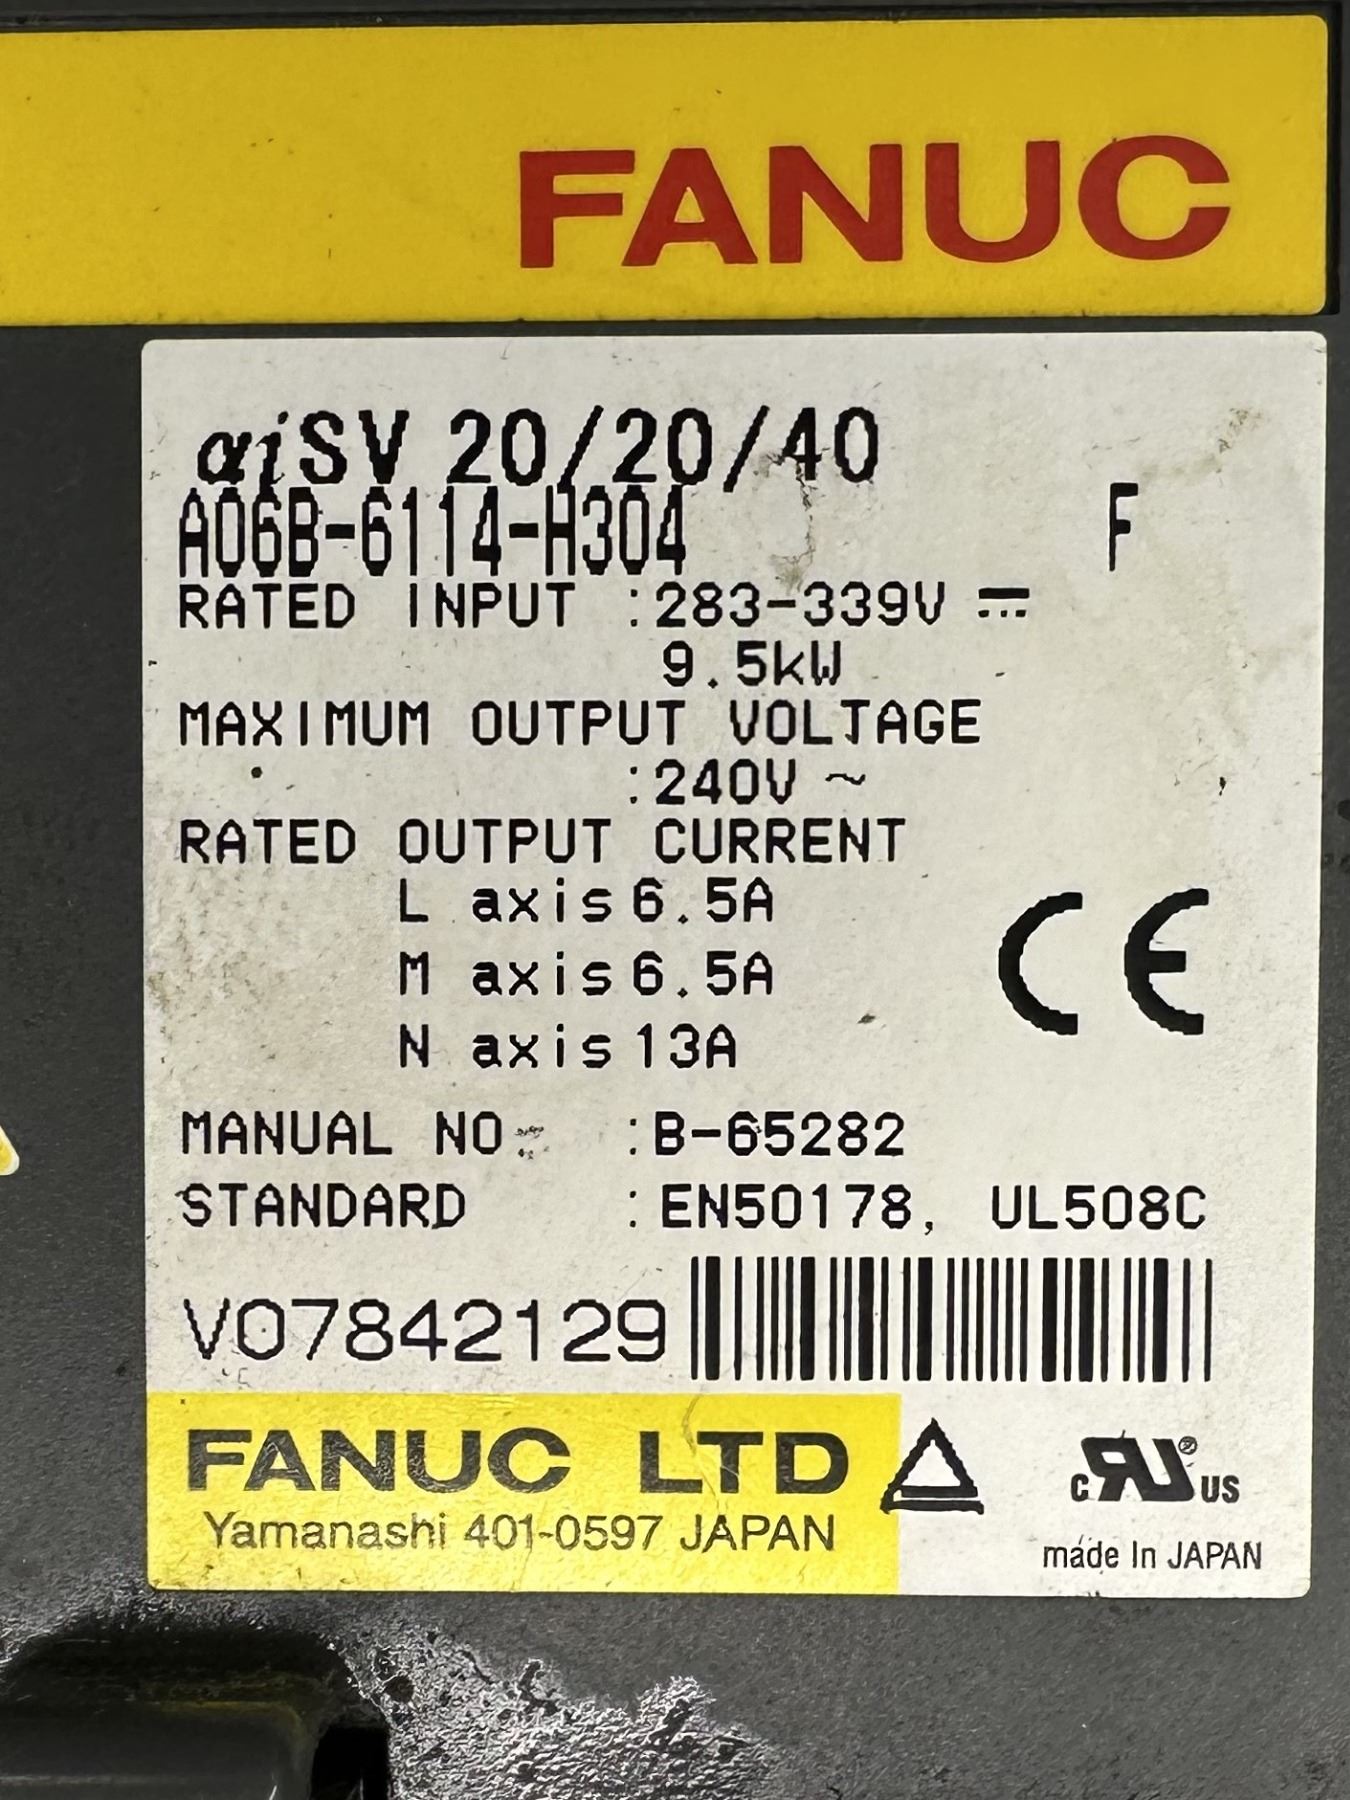 FANUC
αiSV 20/20/40
A06B-6114-H304 F
RATED INPUT :283-339V ⎓
9.5kW
MAXIMUM OUTPUT VOLTAGE
:240V ~
RATED OUTPUT CURRENT
L axis 6.5A
M axis 6.5A
N axis 13A
CE
MANUAL NO. :B-65282
STANDARD :EN50178, UL508C
V07842129
FANUC LTD
Yamanashi 401-0597 JAPAN
c RU ® US
made In JAPAN